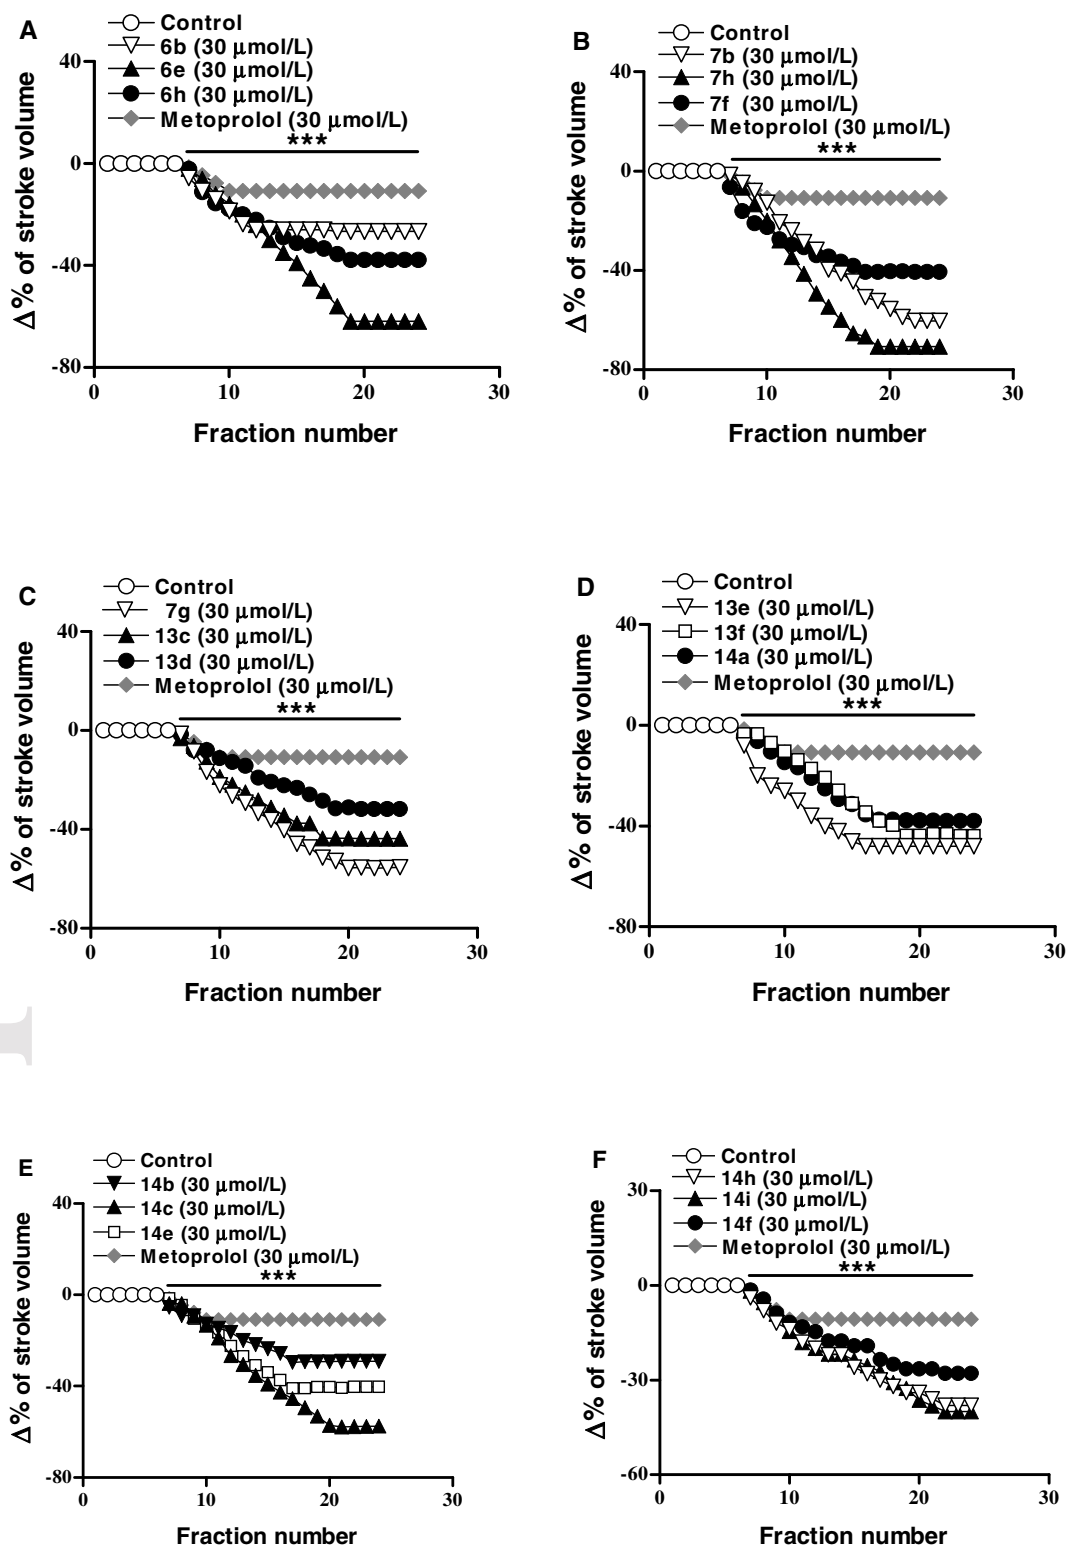 A
Control
6b (30 μmol/L)
6e (30 μmol/L)
6h (30 μmol/L)
Metoprolol (30 μmol/L)
***
40
0
-40
-80
0
10
20
30
Δ% of stroke volume
Fraction number
B
Control
7b (30 μmol/L)
7h (30 μmol/L)
7f (30 μmol/L)
Metoprolol (30 μmol/L)
***
40
0
-40
-80
0
10
20
30
Δ% of stroke volume
Fraction number
C
Control
7g (30 μmol/L)
13c (30 μmol/L)
13d (30 μmol/L)
Metoprolol (30 μmol/L)
***
40
0
-40
-80
0
10
20
30
Δ% of stroke volume
Fraction number
D
Control
13e (30 μmol/L)
13f (30 μmol/L)
14a (30 μmol/L)
Metoprolol (30 μmol/L)
***
40
0
-40
-80
0
10
20
30
Δ% of stroke volume
Fraction number
E
Control
14b (30 μmol/L)
14c (30 μmol/L)
14e (30 μmol/L)
Metoprolol (30 μmol/L)
***
40
0
-40
-80
0
10
20
30
Δ% of stroke volume
Fraction number
F
Control
14h (30 μmol/L)
14i (30 μmol/L)
14f (30 μmol/L)
Metoprolol (30 μmol/L)
***
30
0
-30
-60
0
10
20
30
Δ% of stroke volume
Fraction number